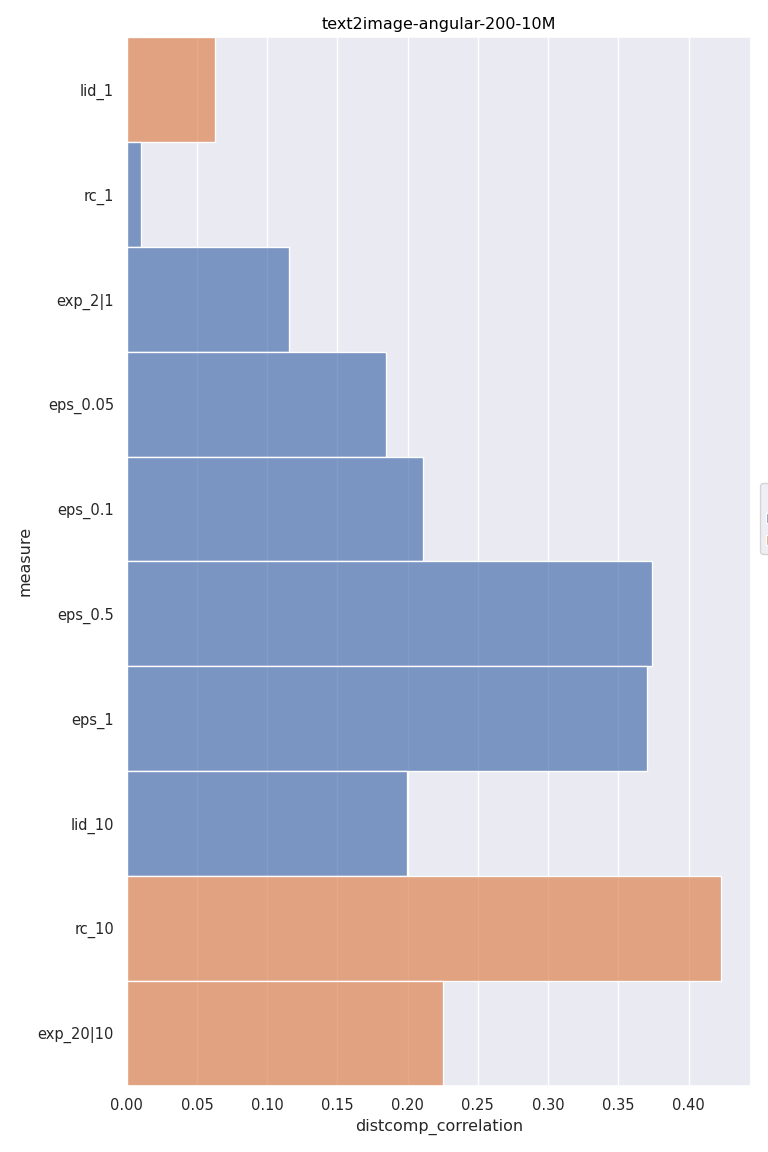 text2image-angular-200-10M
lid_1
rc_1
exp_2|1
eps_0.05
eps_0.1
eps_0.5
eps_1
lid_10
rc_10
exp_20|10
measure
0.00 0.05 0.10 0.15 0.20 0.25 0.30 0.35 0.40
distcomp_correlation